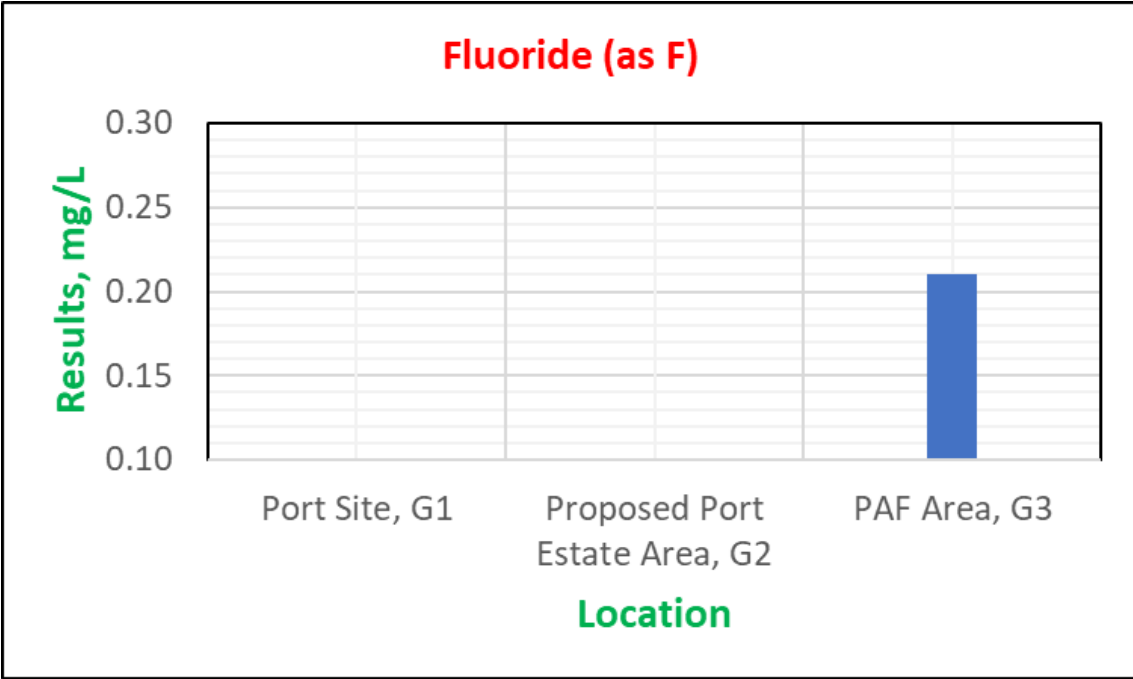 Fluoride (as F)
Results, mg/L
0.30
0.25
0.20
0.15
0.10
Port Site, G1
Proposed Port
Estate Area, G2
PAF Area, G3
Location